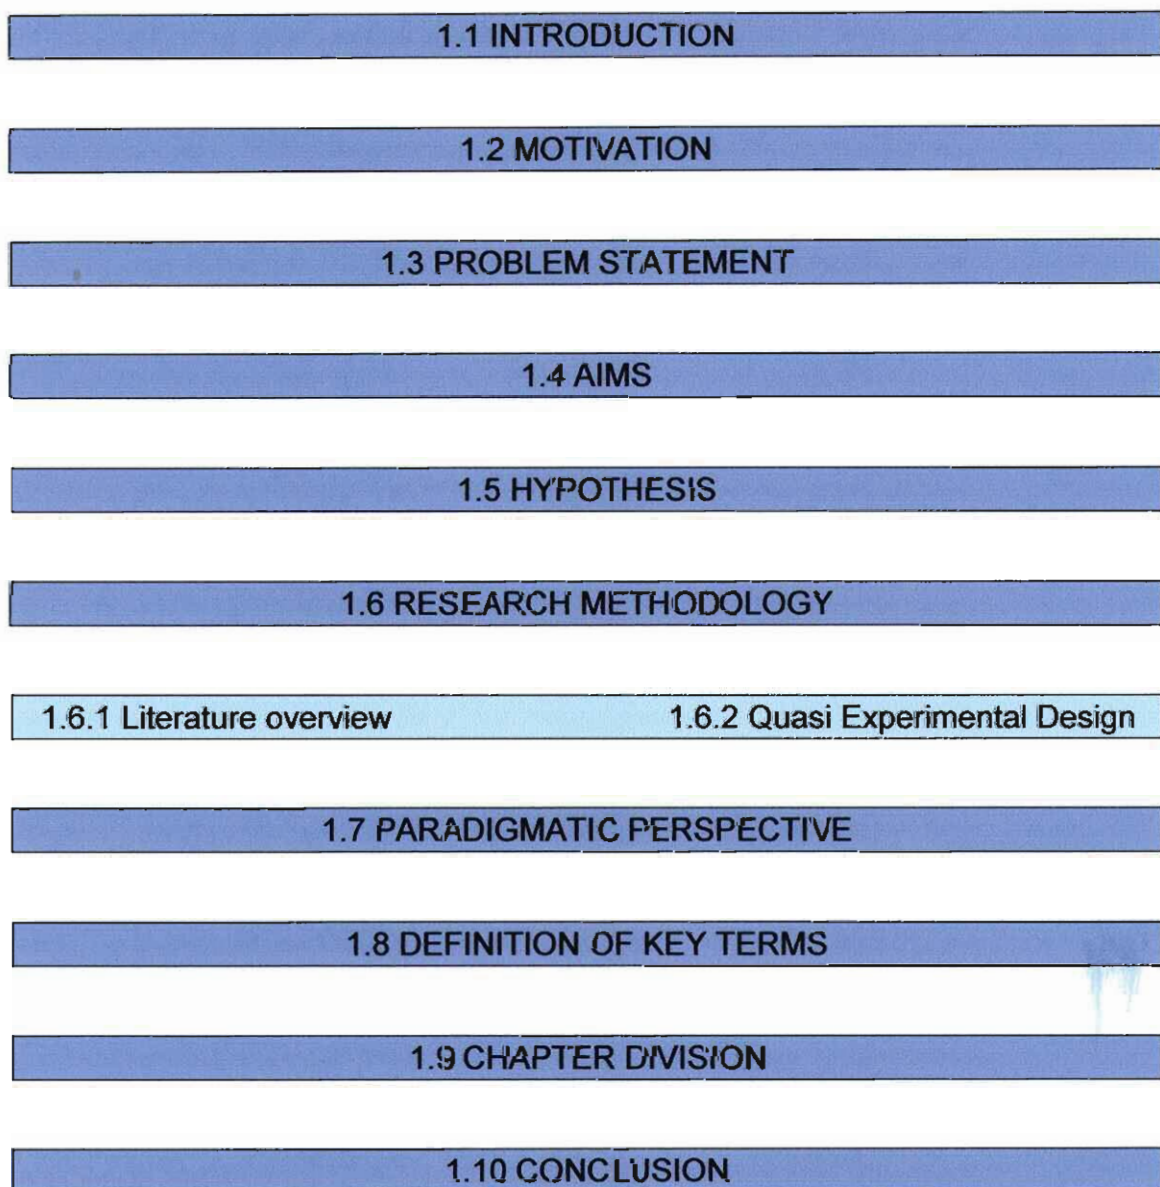 1.1 INTRODUCTION
1.2 MOTIVATION
1.3 PROBLEM STATEMENT
1.4 AIMS
1.5 HYPOTHESIS
1.6 RESEARCH METHODOLOGY
1.6.1 Literature overview 1.6.2 Quasi Experimental Design
1.7 PARADIGMATIC PERSPECTIVE
1.8 DEFINITION OF KEY TERMS
1.9 CHAPTER DIVISION
1.10 CONCLUSION